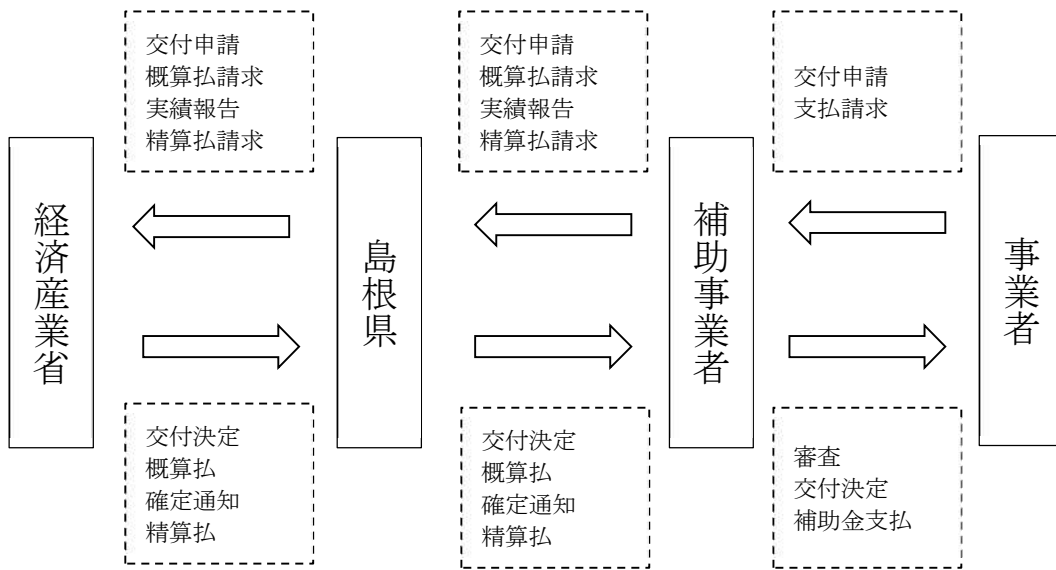 交付申請
概算払請求
実績報告
精算払請求
交付申請
概算払請求
実績報告
精算払請求
交付申請
支払請求
経済産業省
島根県
補助事業者
事業者
交付決定
概算払
確定通知
精算払
交付決定
概算払
確定通知
精算払
審査
交付決定
補助金支払